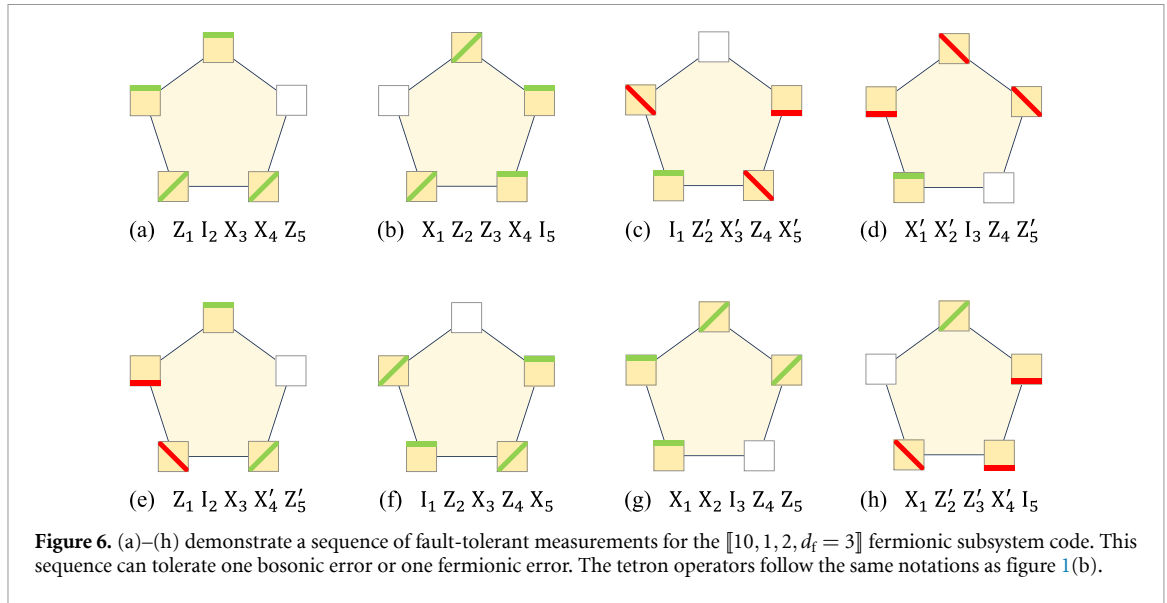 (a) Z₁ I₂ X₃ X₄ Z₅
(b) X₁ Z₂ Z₃ X₄ I₅
(c) I₁ Z′₂ X′₃ Z₄ X′₅
(d) X′₁ X′₂ I₃ Z₄ Z′₅
(e) Z₁ I₂ X₃ X′₄ Z′₅
(f) I₁ Z₂ X₃ Z₄ X₅
(g) X₁ X₂ I₃ Z₄ Z₅
(h) X₁ Z′₂ Z′₃ X′₄ I₅
Figure 6. (a)–(h) demonstrate a sequence of fault-tolerant measurements for the ⟦10, 1, 2, d_f = 3⟧ fermionic subsystem code. This
sequence can tolerate one bosonic error or one fermionic error. The tetron operators follow the same notations as figure 1(b).